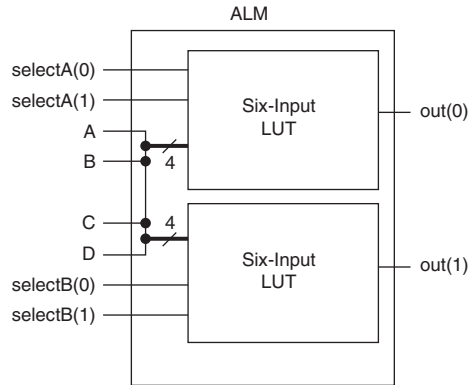 ALM
selectA(0)
selectA(1)
A
B
4
Six-Input
LUT
out(0)
C
D
4
selectB(0)
selectB(1)
Six-Input
LUT
out(1)